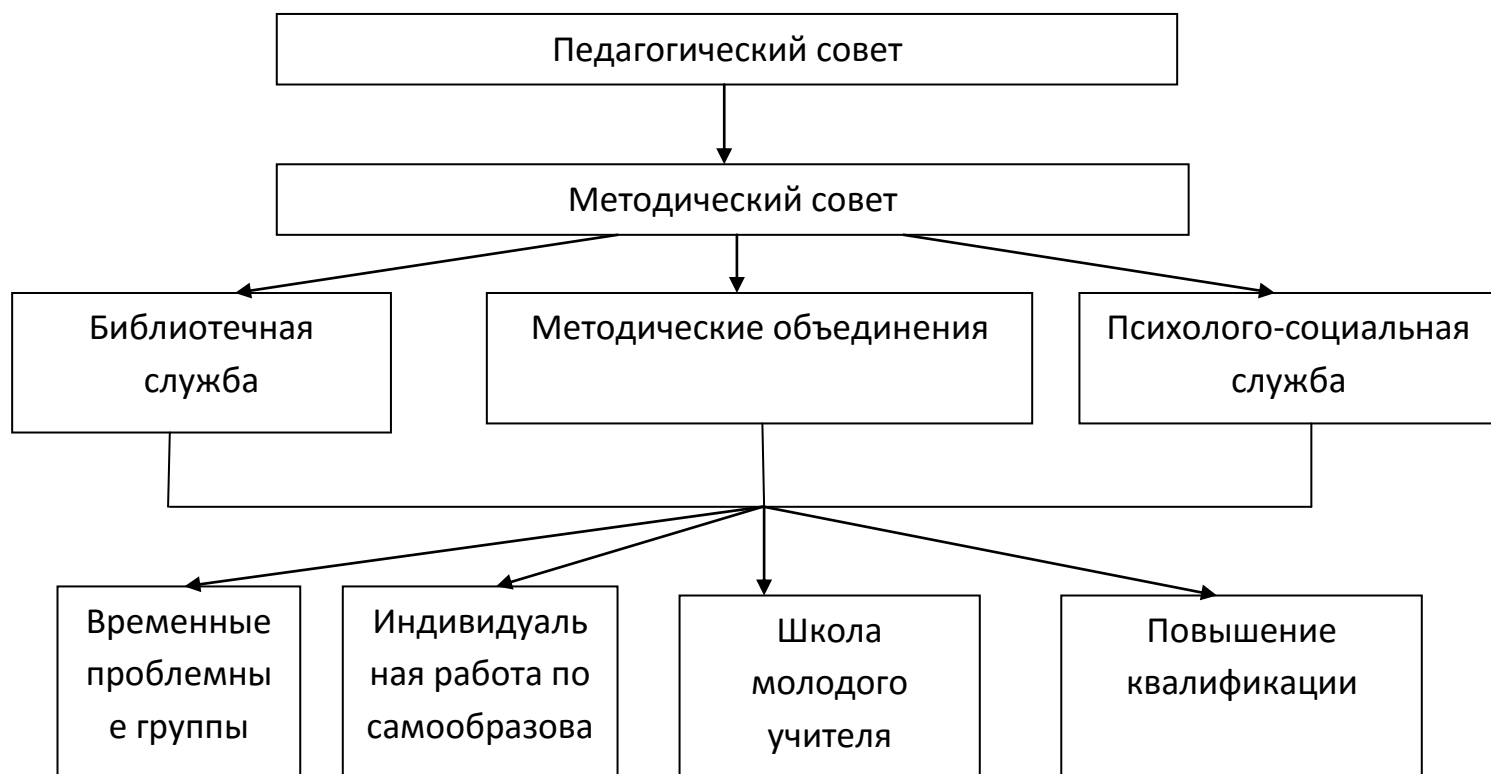 Педагогический совет
Методический совет
Библиотечная
служба
Методические объединения
Психолого-социальная
служба
Временные
проблемны
е группы
Индивидуаль
ная работа по
самообразова
Школа
молодого
учителя
Повышение
квалификации